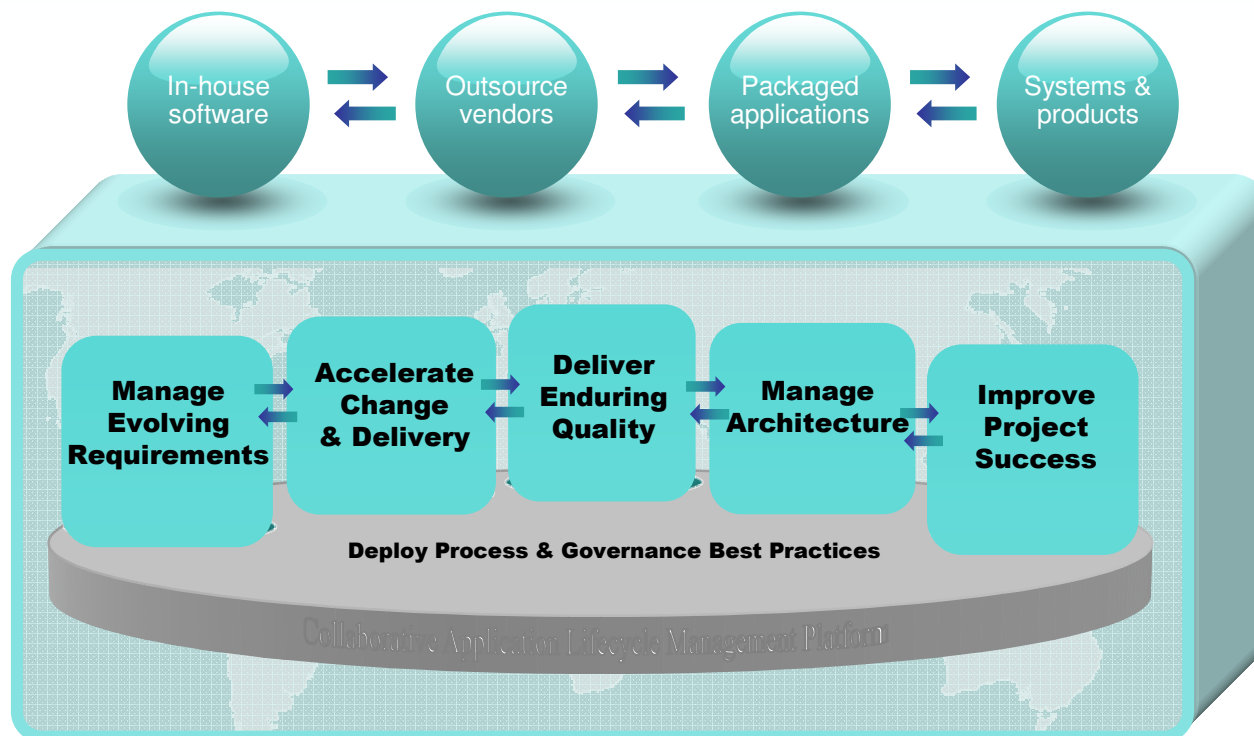 In-house
software
Outsource
vendors
Packaged
applications
Systems &
products
Manage
Evolving
Requirements
Accelerate
Change
& Delivery
Deliver
Enduring
Quality
Manage
Architecture
Improve
Project
Success
Deploy Process & Governance Best Practices
Collaborative Application Lifecycle Management Platform